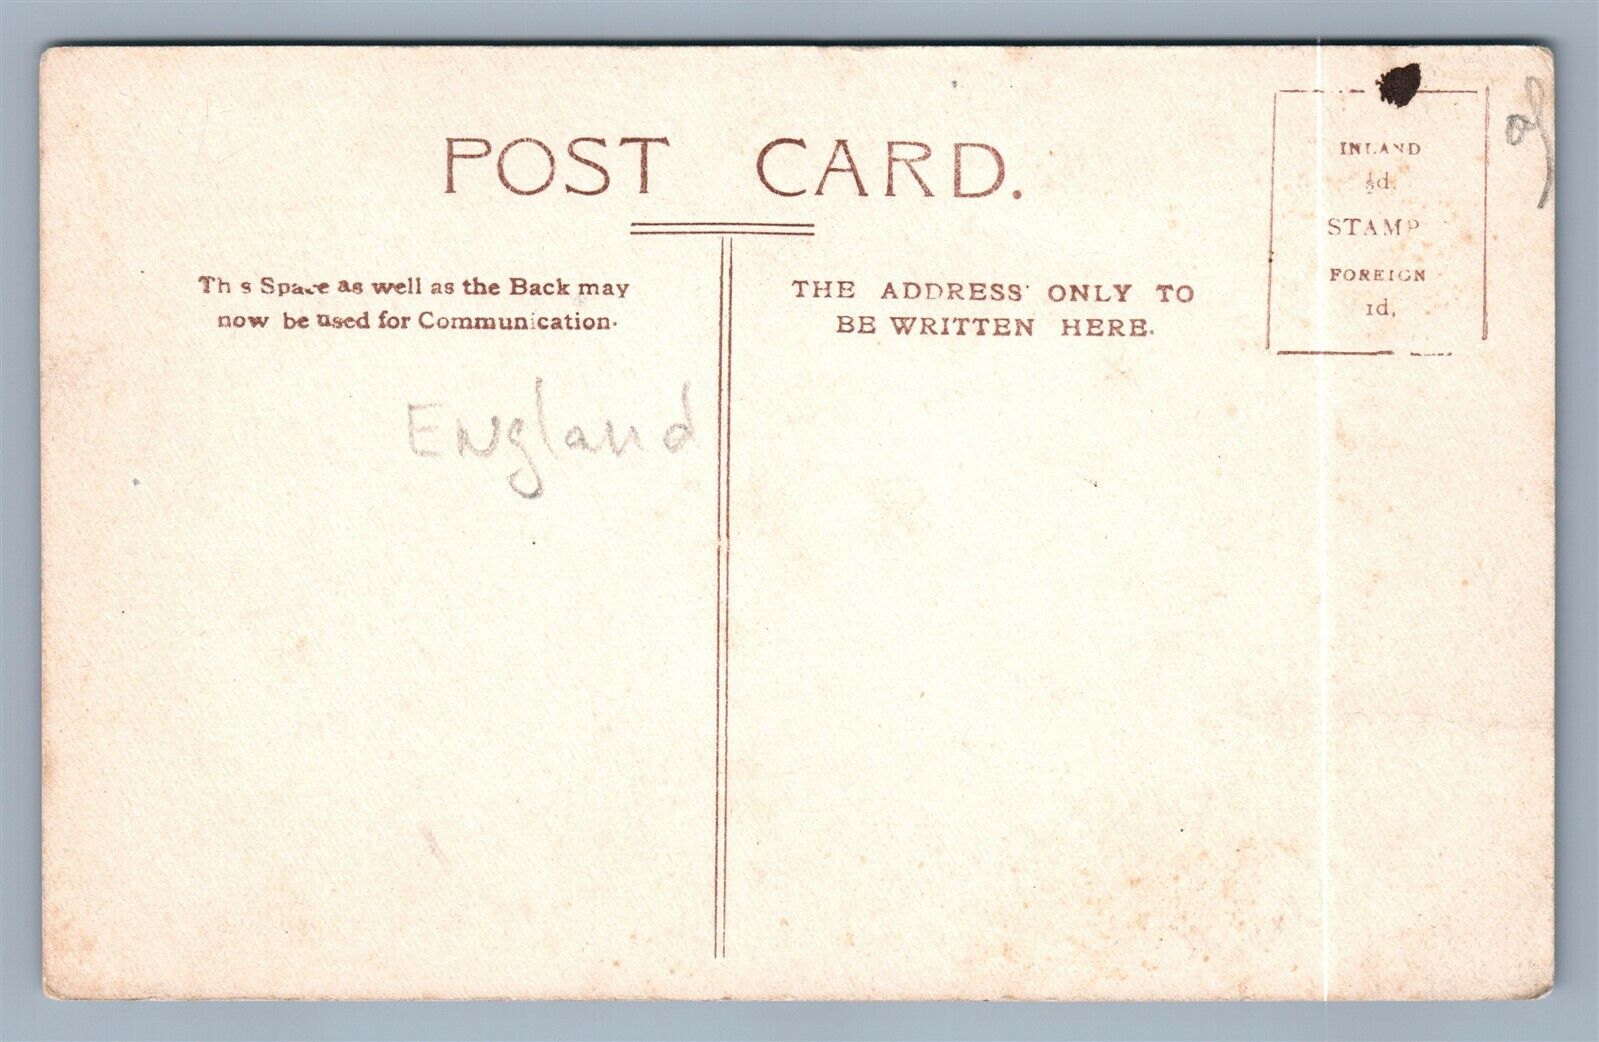 POST CARD.
This Space as well as the Back may
now be used for Communication.
THE ADDRESS ONLY TO
BE WRITTEN HERE.
INLAND
½d.
STAMP
FOREIGN
1d.
England